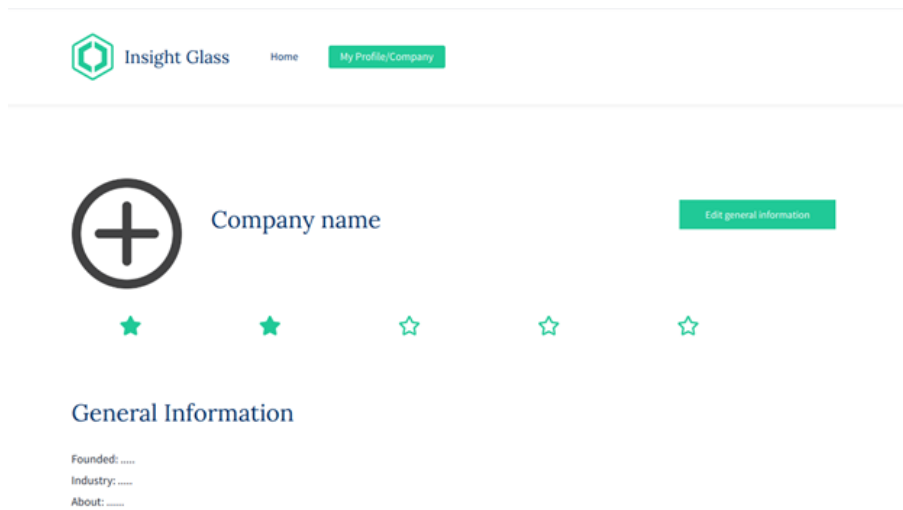 Insight Glass Home My Profile/Company
Company name Edit general information
General Information
Founded: .....
Industry: .....
About: ......